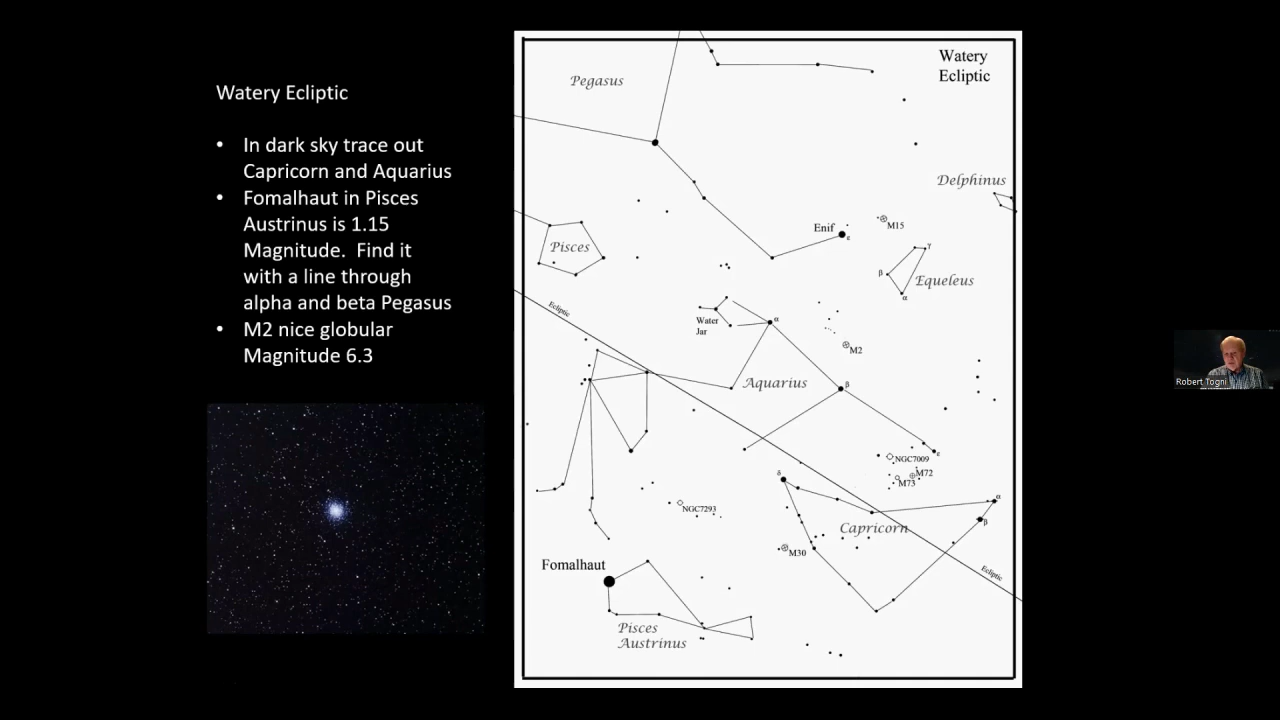 Watery Ecliptic
• In dark sky trace out
Capricorn and Aquarius
• Fomalhaut in Pisces
Austrinus is 1.15
Magnitude.  Find it
with a line through
alpha and beta Pegasus
• M2 nice globular
Magnitude 6.3
Watery
Ecliptic
Pegasus
Delphinus
M15
Enif
ε
γ
Pisces
β
Equeleus
α
Ecliptic
Water
Jar
α
M2
Aquarius
β
ε
NGC7009
M72
δ
M73
α
NGC7293
β
Capricorn
M30
Fomalhaut
Ecliptic
Pisces
Austrinus
Robert Togni